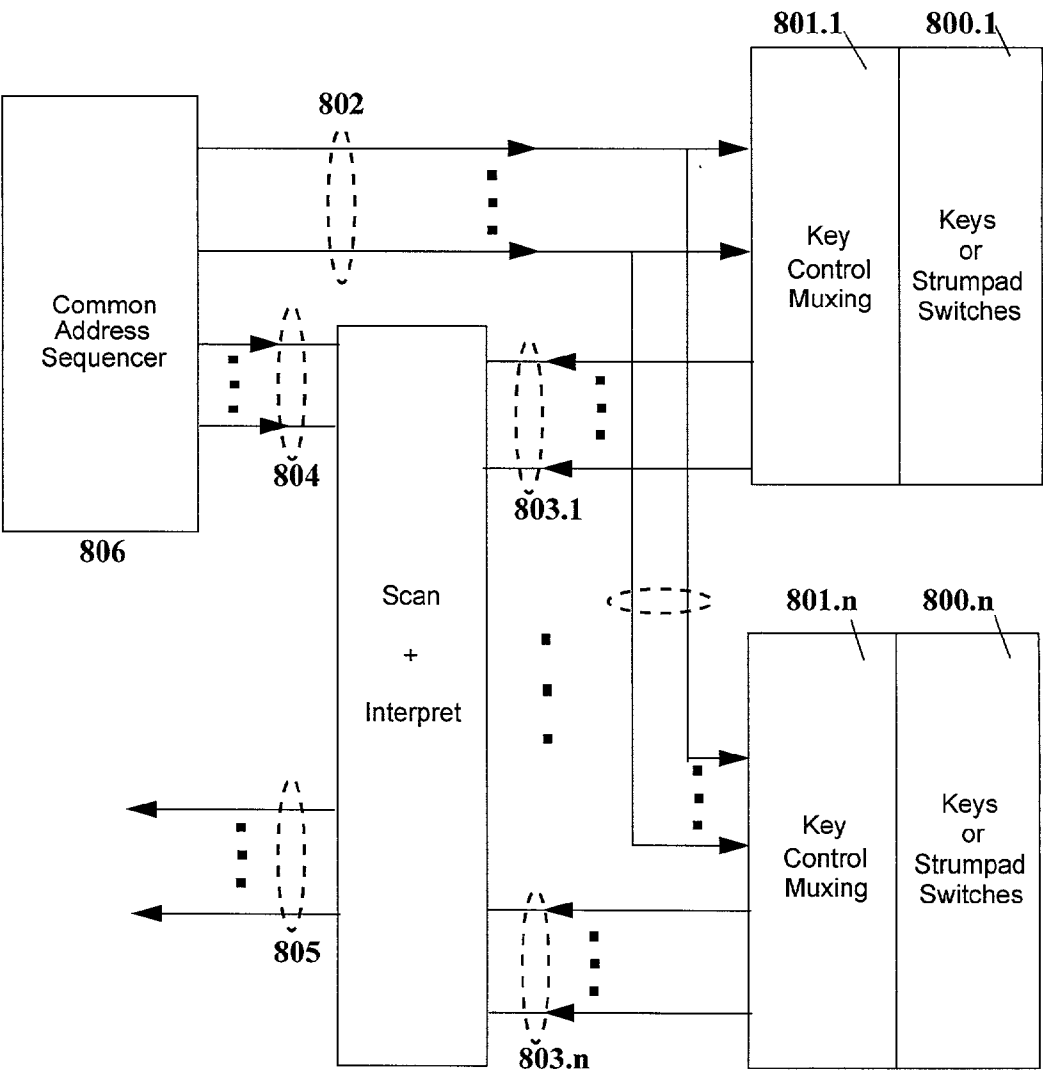 801.1
800.1
802
Common
Address
Sequencer
Key
Control
Muxing
Keys
or
Strumpad
Switches
804
803.1
806
Scan
+
Interpret
801.n
800.n
Key
Control
Muxing
Keys
or
Strumpad
Switches
805
803.n